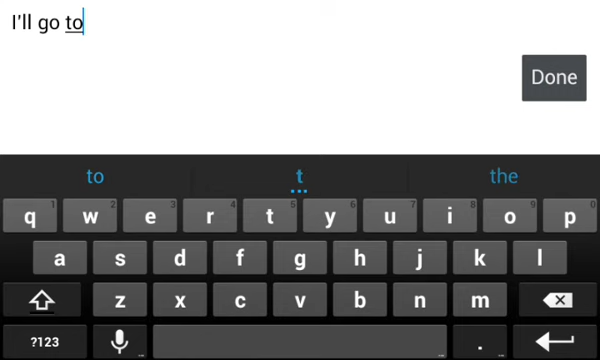 I'll go to
Done
to t the
q 1 w 2 e 3 r 4 t 5 y 6 u 7 i 8 o 9 p 0
a s d f g h j k l
z x c v b n m
?123 .